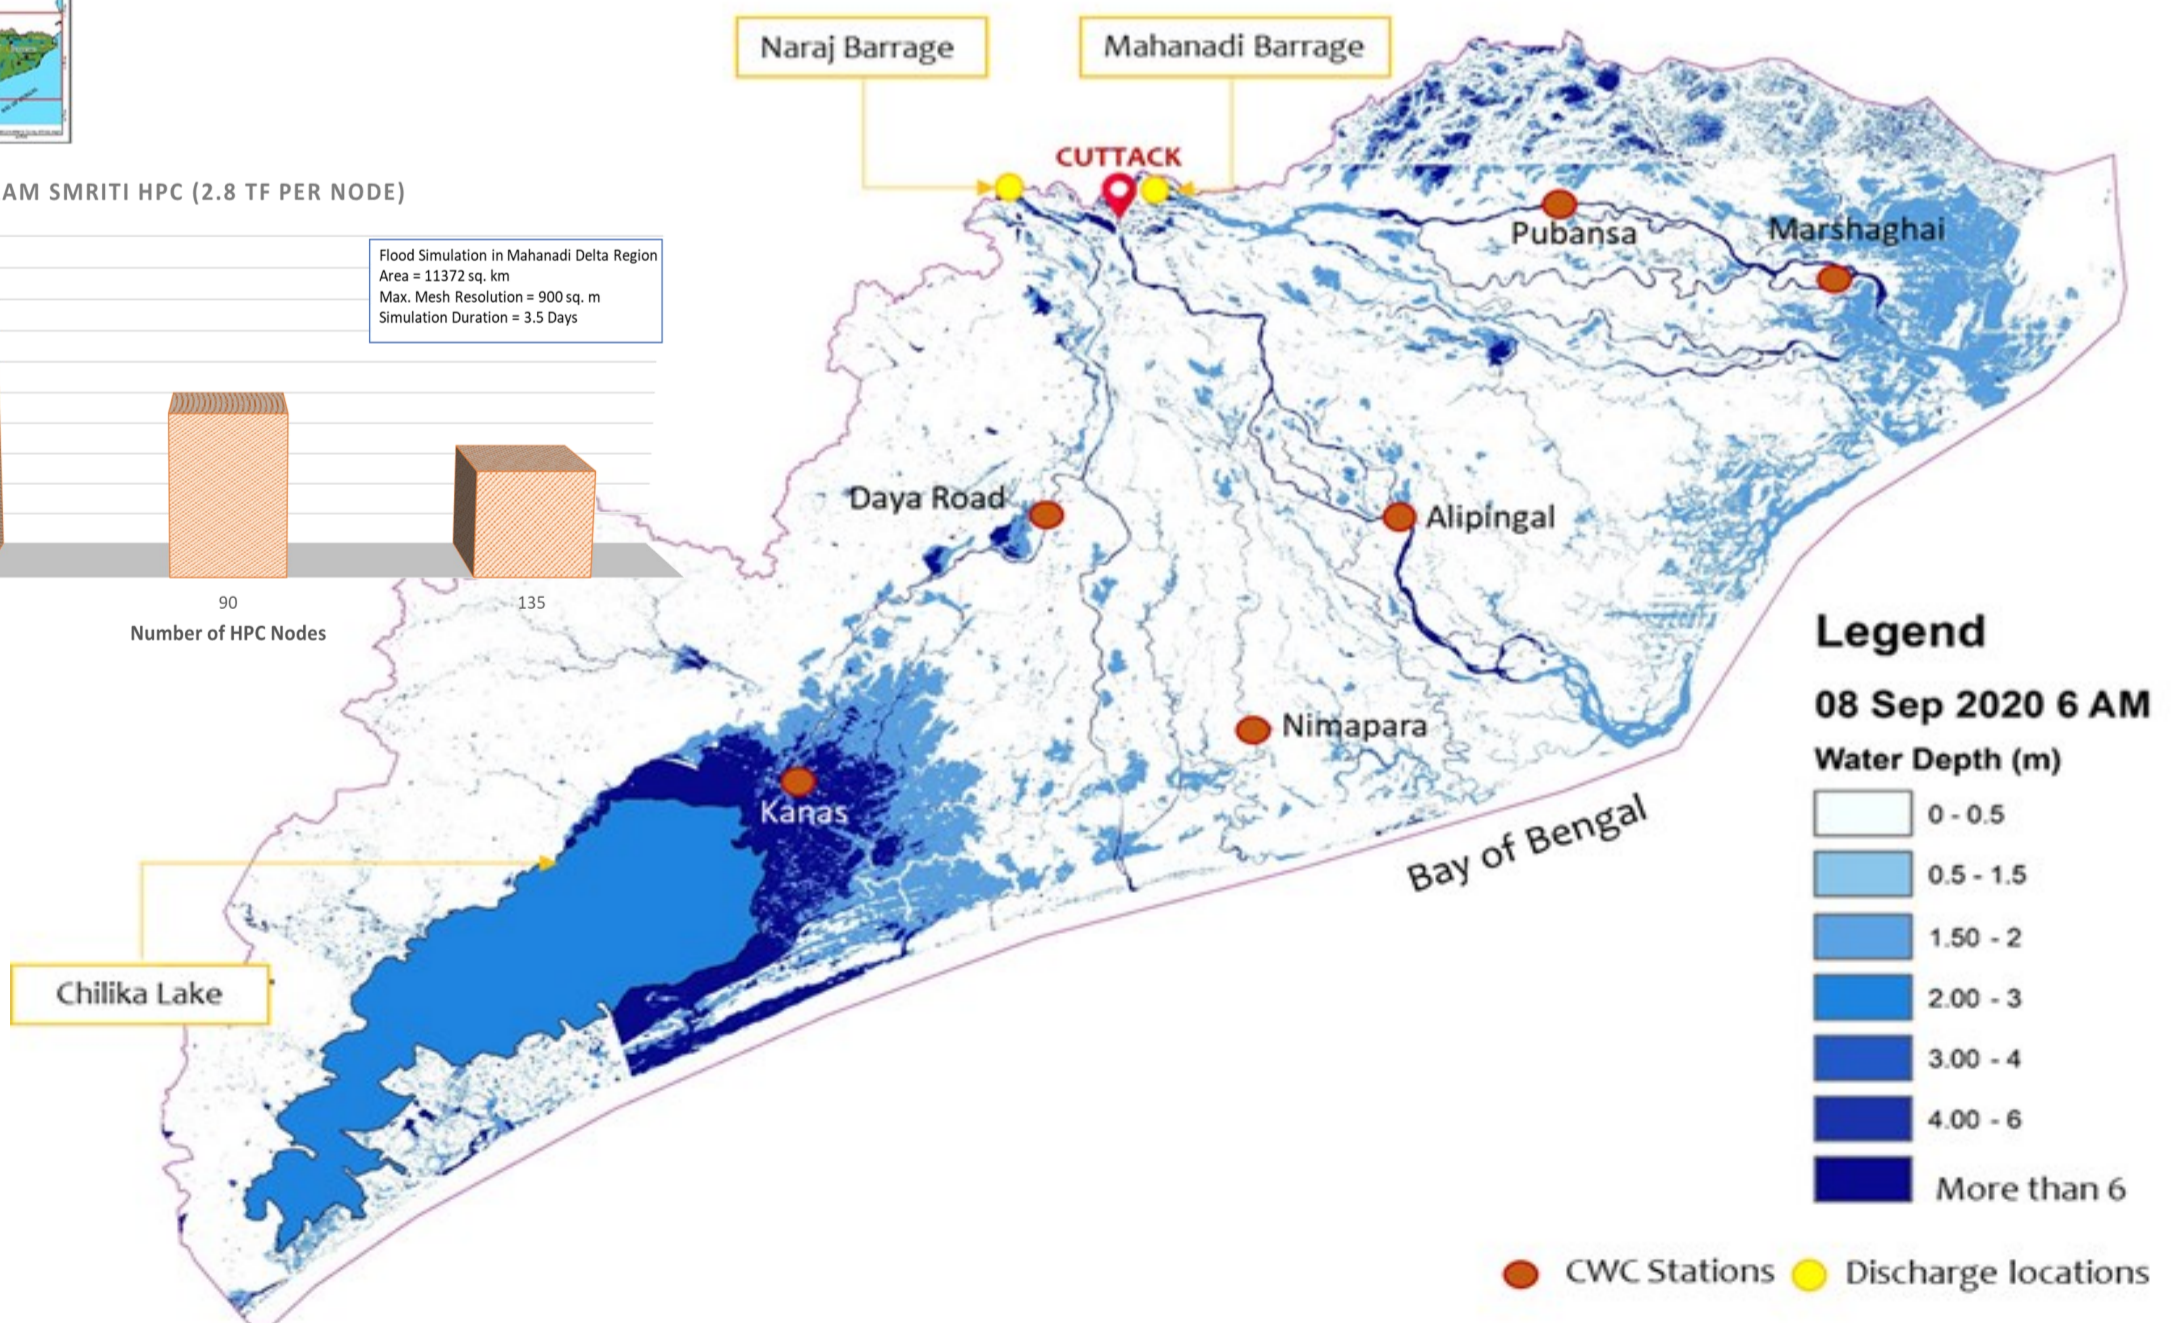 Naraj Barrage
Mahanadi Barrage
CUTTACK
AM SMRITI HPC (2.8 TF PER NODE)
Flood Simulation in Mahanadi Delta Region
Area = 11372 sq. km
Max. Mesh Resolution = 900 sq. m
Simulation Duration = 3.5 Days
Pubansa
Marshaghai
Daya Road
Alipingal
90
135
Number of HPC Nodes
Nimapara
Kanas
Bay of Bengal
Chilika Lake
Legend
08 Sep 2020 6 AM
Water Depth (m)
0 - 0.5
0.5 - 1.5
1.50 - 2
2.00 - 3
3.00 - 4
4.00 - 6
More than 6
CWC Stations
Discharge locations